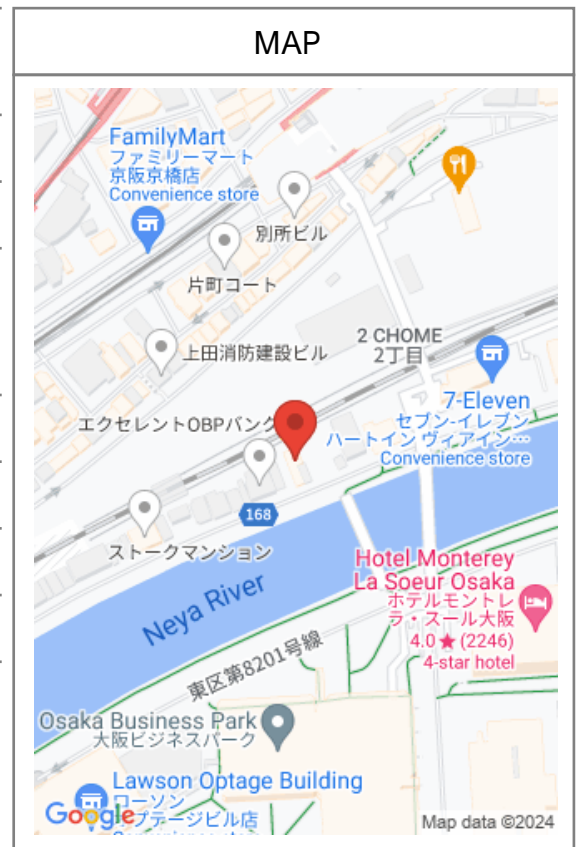 MAP
FamilyMart
ファミリーマート
京阪京橋店
Convenience store
別所ビル
片町コート
2 CHOME
2丁目
上田消防建設ビル
7-Eleven
セブン-イレブン
ハートイン ヴィアイン…
Convenience store
エクセレントOBPバンク
168
ストークマンション
Neya River
Hotel Monterey
La Soeur Osaka
ホテルモントレ
ラ・スール大阪
4.0★(2246)
4-star hotel
東区第8201号線
Osaka Business Park
大阪ビジネスパーク
Lawson Optage Building
ローソン
プテージビル店
Convenience store
Google
Map data ©2024